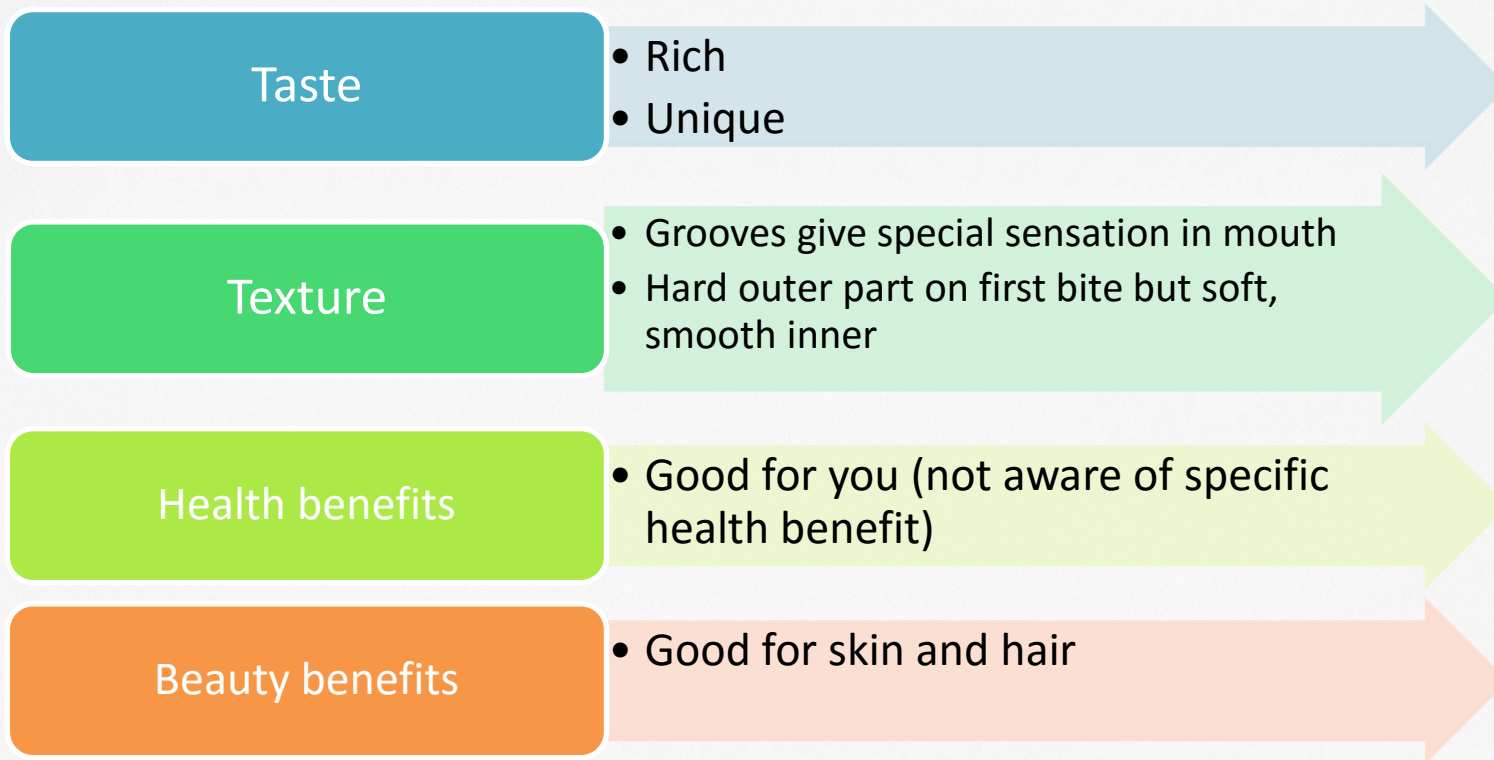 Taste
• Rich
• Unique
Texture
• Grooves give special sensation in mouth
• Hard outer part on first bite but soft,
smooth inner
Health benefits
• Good for you (not aware of specific
health benefit)
Beauty benefits
• Good for skin and hair